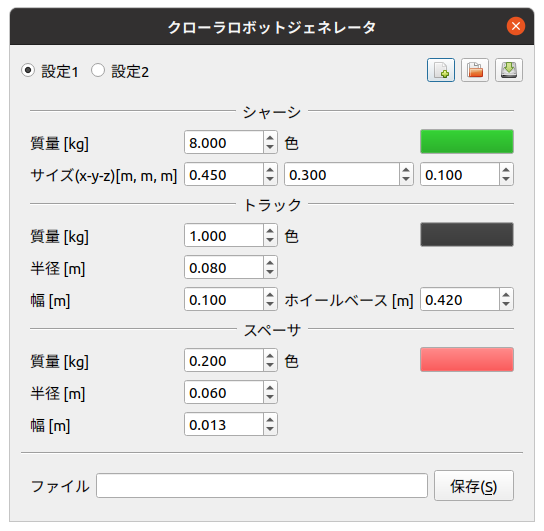 クローラロボットジェネレータ
設定1 設定2
シャーシ
質量 [kg] 8.000 色
サイズ(x-y-z)[m, m, m] 0.450 0.300 0.100
トラック
質量 [kg] 1.000 色
半径 [m] 0.080
幅 [m] 0.100 ホイールベース [m] 0.420
スペーサ
質量 [kg] 0.200 色
半径 [m] 0.060
幅 [m] 0.013
ファイル 保存(S)